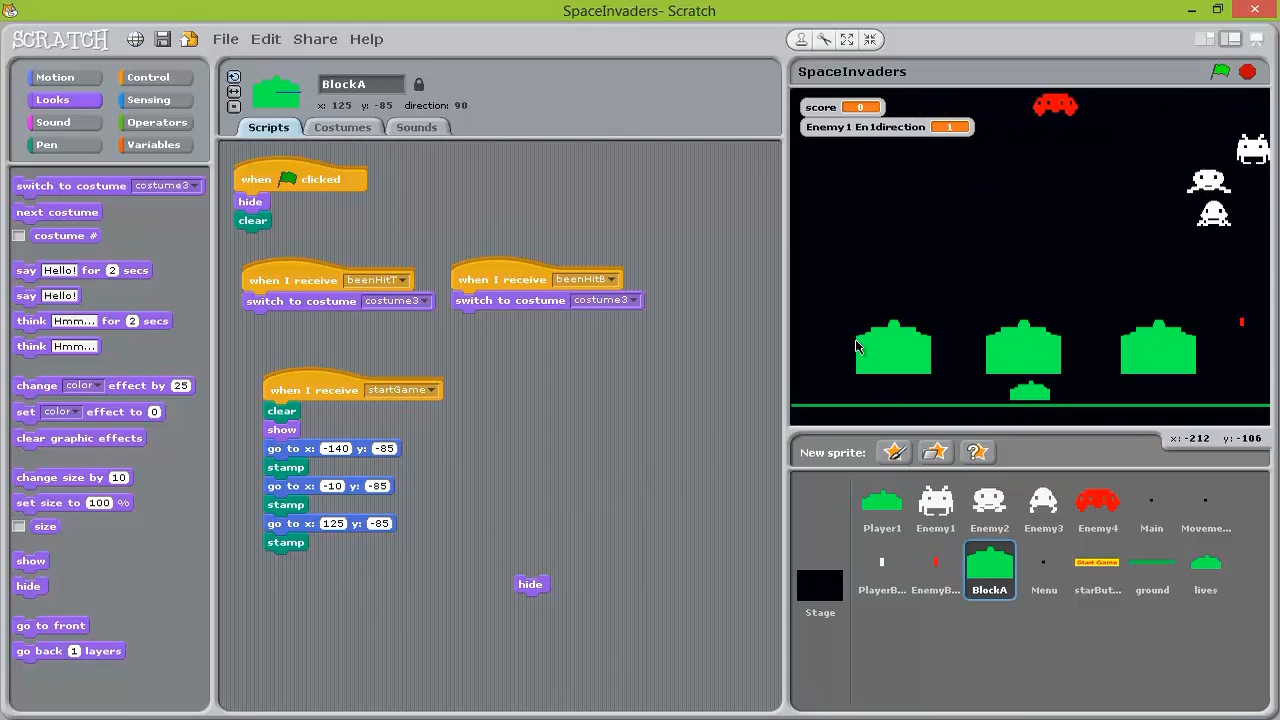 SpaceInvaders- Scratch
SCRATCH File Edit Share Help
Motion Control
Looks Sensing
Sound Operators
Pen Variables
switch to costume costume3
next costume
costume #
say Hello! for 2 secs
say Hello!
think Hmm... for 2 secs
think Hmm...
change color effect by 25
set color effect to 0
clear graphic effects
change size by 10
set size to 100 %
size
show
hide
go to front
go back 1 layers
BlockA
x: 125 y: -85 direction: 90
Scripts Costumes Sounds
when clicked
hide
clear
when I receive beenHitT
switch to costume costume3
when I receive beenHitB
switch to costume costume3
when I receive startGame
clear
show
go to x: -140 y: -85
stamp
go to x: -10 y: -85
stamp
go to x: 125 y: -85
stamp
hide
SpaceInvaders
score 0
Enemy1 En1direction 1
x: -212 y: -106
New sprite:
Player1 Enemy1 Enemy2 Enemy3 Enemy4 Main Moveme...
Start Game
PlayerB... EnemyB... BlockA Menu starBut... ground lives
Stage